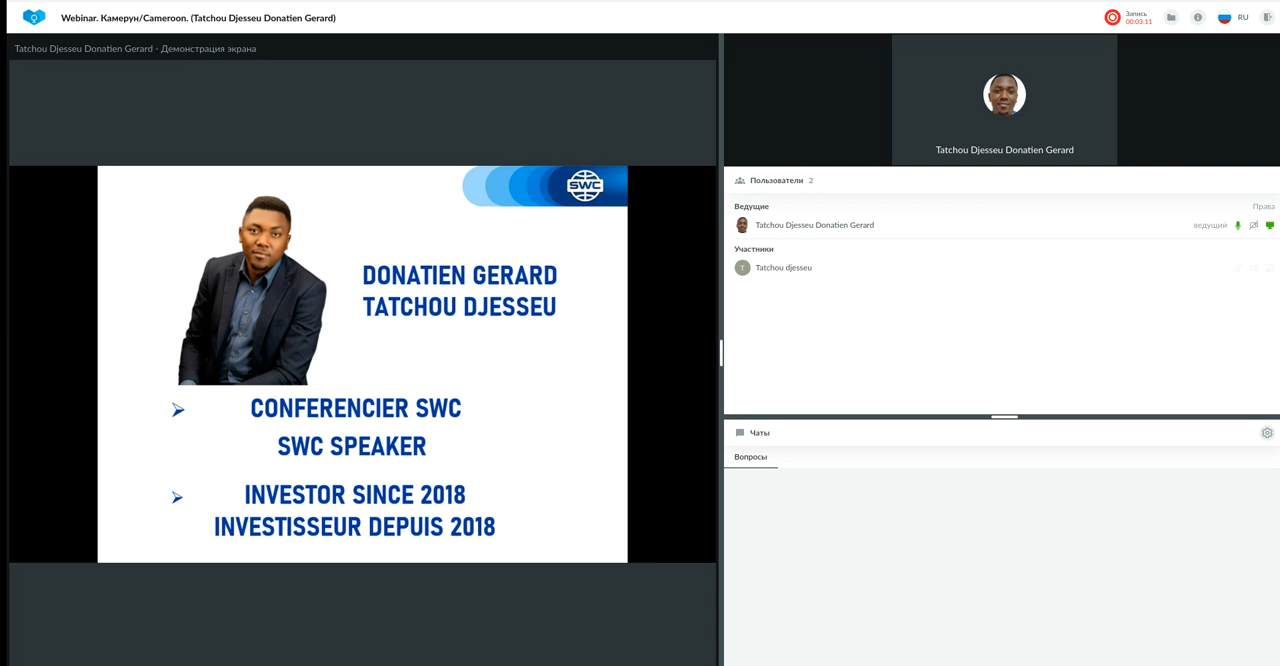 Webinar. Камерун/Cameroon. (Tatchou Djesseu Donatien Gerard)
Запись
00:03:11
RU
Tatchou Djesseu Donatien Gerard - Демонстрация экрана
SWC
DONATIEN GERARD
TATCHOU DJESSEU
CONFERENCIER SWC
SWC SPEAKER
INVESTOR SINCE 2018
INVESTISSEUR DEPUIS 2018
Tatchou Djesseu Donatien Gerard
Пользователи 2
Ведущие Права
Tatchou Djesseu Donatien Gerard ведущий
Участники
T Tatchou djesseu
Чаты
Вопросы